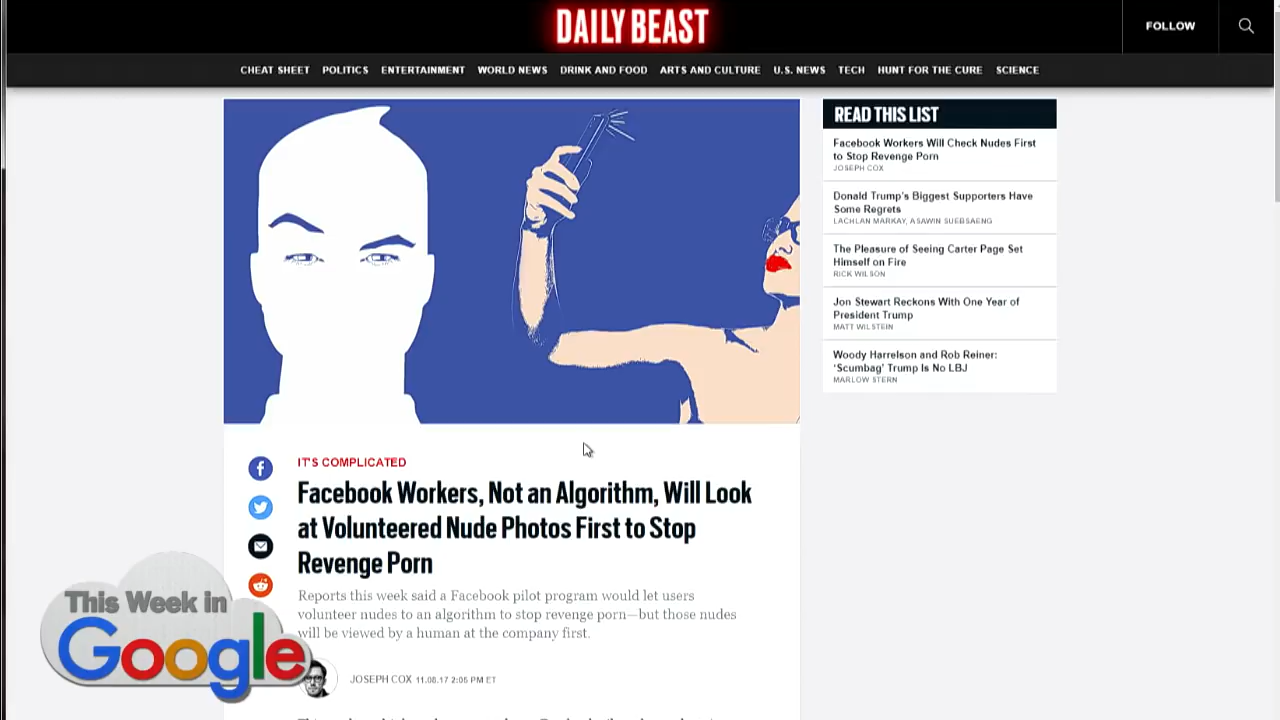 DAILY BEAST
FOLLOW
CHEAT SHEET POLITICS ENTERTAINMENT WORLD NEWS DRINK AND FOOD ARTS AND CULTURE U.S. NEWS TECH HUNT FOR THE CURE SCIENCE
READ THIS LIST
Facebook Workers Will Check Nudes First
to Stop Revenge Porn
JOSEPH COX
Donald Trump's Biggest Supporters Have
Some Regrets
LACHLAN MARKAY, ASAWIN SUEBSAENG
The Pleasure of Seeing Carter Page Set
Himself on Fire
RICK WILSON
Jon Stewart Reckons With One Year of
President Trump
MATT WILSTEIN
Woody Harrelson and Rob Reiner:
'Scumbag' Trump Is No LBJ
MARLOW STERN
IT'S COMPLICATED
Facebook Workers, Not an Algorithm, Will Look
at Volunteered Nude Photos First to Stop
Revenge Porn
Reports this week said a Facebook pilot program would let users
volunteer nudes to an algorithm to stop revenge porn—but those nudes
will be viewed by a human at the company first.
JOSEPH COX 11.08.17 2:05 PM ET
This Week in
Google